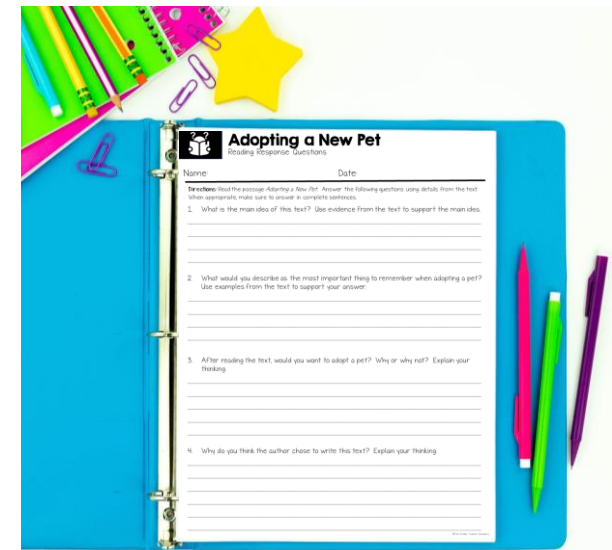 Adopting a New Pet
Reading Response Questions
Name: Date:
Directions: Read the passage Adopting a New Pet. Answer the following questions using details from the text.
When appropriate, make sure to answer in complete sentences.
1. What is the main idea of this text? Use evidence from the text to support the main idea.
2. What would you describe as the most important thing to remember when adopting a pet?
Use examples from the text to support your answer.
3. After reading the text, would you want to adopt a pet? Why or why not? Explain your
thinking.
4. Why do you think the author chose to write this text? Explain your thinking.